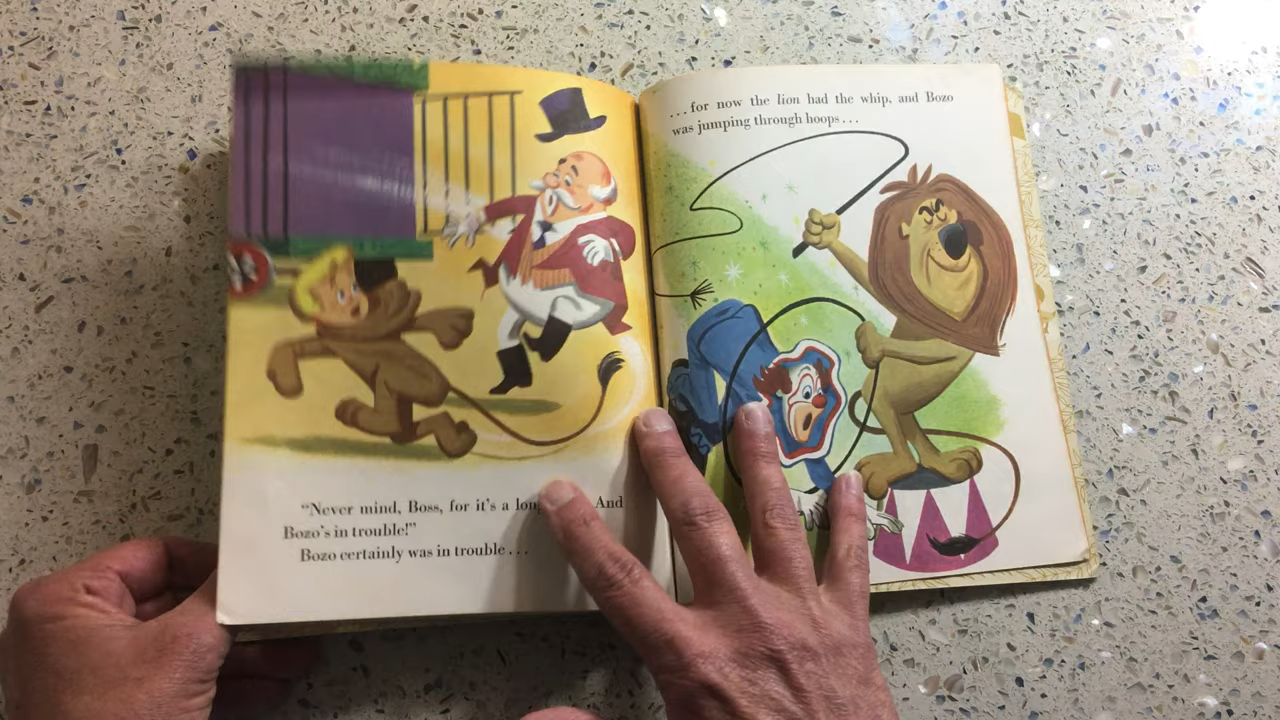 "Never mind, Boss, for it's a long And
Bozo's in trouble!"
Bozo certainly was in trouble . . .
. . . for now the lion had the whip, and Bozo
was jumping through hoops . . .